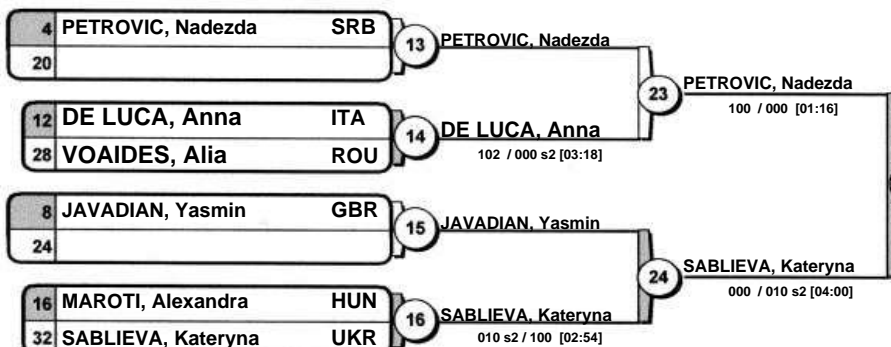 4 PETROVIC, Nadezda SRB
20
13
PETROVIC, Nadezda
12 DE LUCA, Anna ITA
28 VOAIDES, Alia ROU
14
DE LUCA, Anna
102 / 000 s2 [03:18]
23
PETROVIC, Nadezda
100 / 000 [01:16]
8 JAVADIAN, Yasmin GBR
24
15
JAVADIAN, Yasmin
16 MAROTI, Alexandra HUN
32 SABLIEVA, Kateryna UKR
16
SABLIEVA, Kateryna
010 s2 / 100 [02:54]
24
SABLIEVA, Kateryna
000 / 010 s2 [04:00]